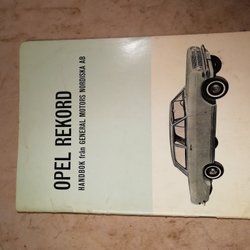 OPEL REKORD
HANDBOK från GENERAL MOTORS NORDISKA AB